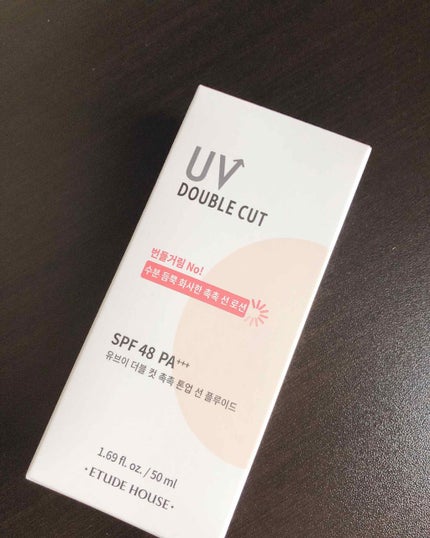 UV
DOUBLE CUT
번들거림 No!
수분 듬뿍 화사한 촉촉 선 로션
SPF 48 PA+++
유브이 더블 컷 촉촉 톤업 선 플루이드
1.69 fl. oz. / 50 ml
· ETUDE HOUSE ·